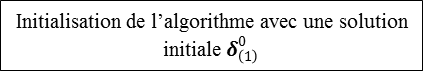 Initialisation de l’algorithme avec une solution
initiale 𝜹⁰₍₁₎